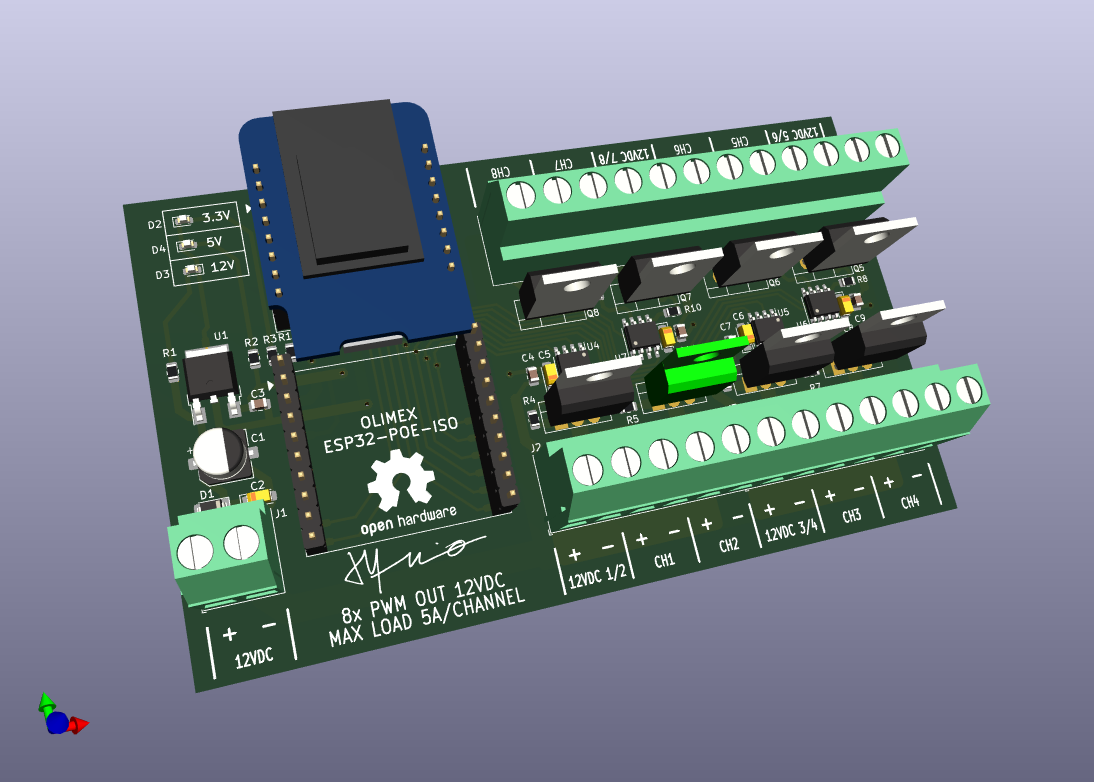 CH8
CH7
12VDC 7/8
CH6
CH5
12VDC 5/6
D2
3.3V
D4
5V
D3
12V
U1
R1
R2
R3
C3
C1
D1
C2
J1
Q8
Q7
Q6
Q5
R8
R10
C4
C5
U4
C7
C6
U5
C9
R4
R5
R7
J7
OLIMEX
ESP32-POE-ISO
open hardware
8x PWM OUT 12VDC
MAX LOAD 5A/CHANNEL
+ −
12VDC
+ − + − + − + − + − + −
12VDC 1/2
CH1
CH2
12VDC 3/4
CH3
CH4